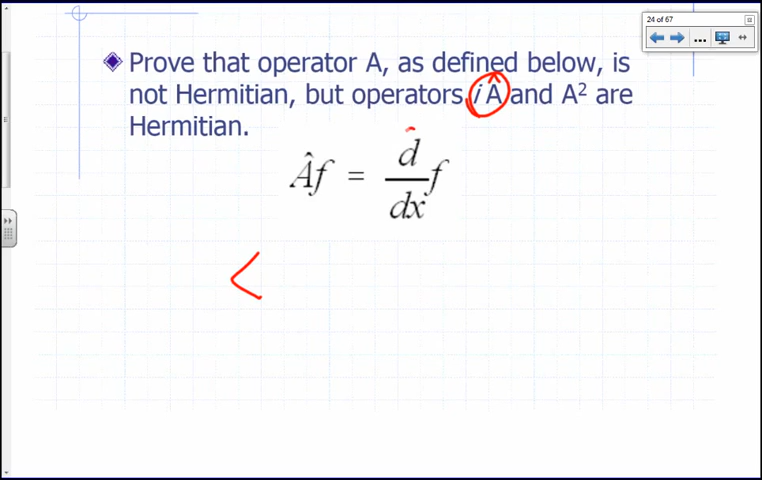 24 of 67
Prove that operator A, as defined below, is
not Hermitian, but operators i Â and A² are
Hermitian.
Âf = d̂/dx f
<